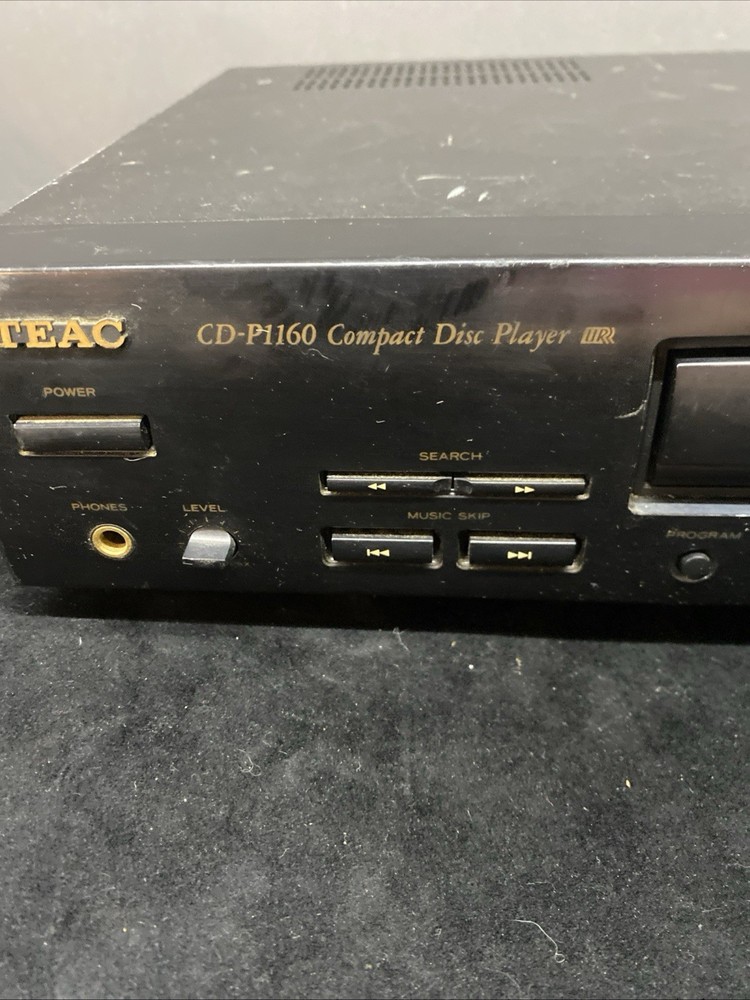 TEAC
CD-P1160 Compact Disc Player
POWER
SEARCH
PHONES
LEVEL
MUSIC SKIP
PROGRAM